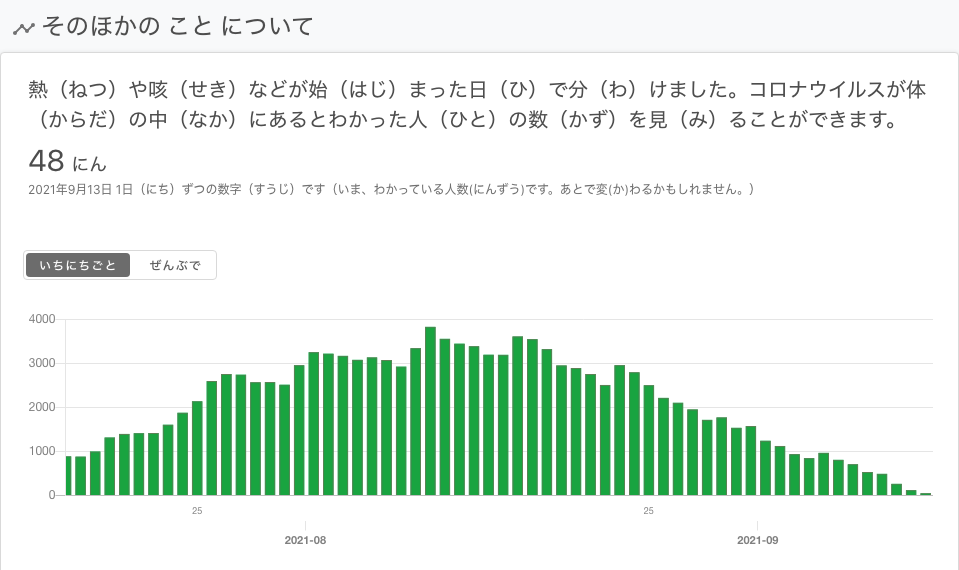 そのほかの こと について
熱（ねつ）や咳（せき）などが始（はじ）まった日（ひ）で分（わ）けました。コロナウイルスが体
（からだ）の中（なか）にあるとわかった人（ひと）の数（かず）を見（み）ることができます。
48 にん
2021年9月13日 1日（にち）ずつの数字（すうじ）です（いま、わかっている人数(にんずう)です。あとで変(か)わるかもしれません。）
いちにちごと ぜんぶで
4000
3000
2000
1000
0
25 25
2021-08 2021-09